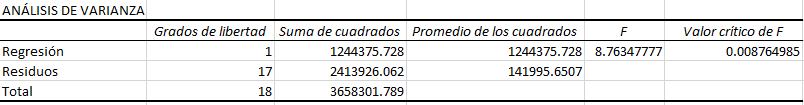 ANÁLISIS DE VARIANZA
Grados de libertad Suma de cuadrados Promedio de los cuadrados F Valor crítico de F
Regresión 1 1244375.728 1244375.728 8.76347777 0.008764985
Residuos 17 2413926.062 141995.6507
Total 18 3658301.789